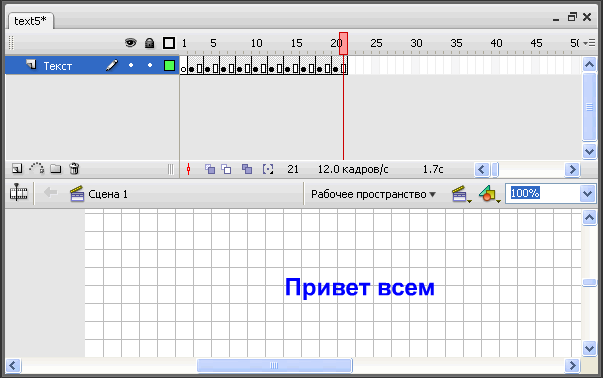 text5*
1 5 10 15 20 25 30 35 40 45 50
Текст
21 12.0 кадров/с 1.7с
Сцена 1 Рабочее пространство 100%
Привет всем